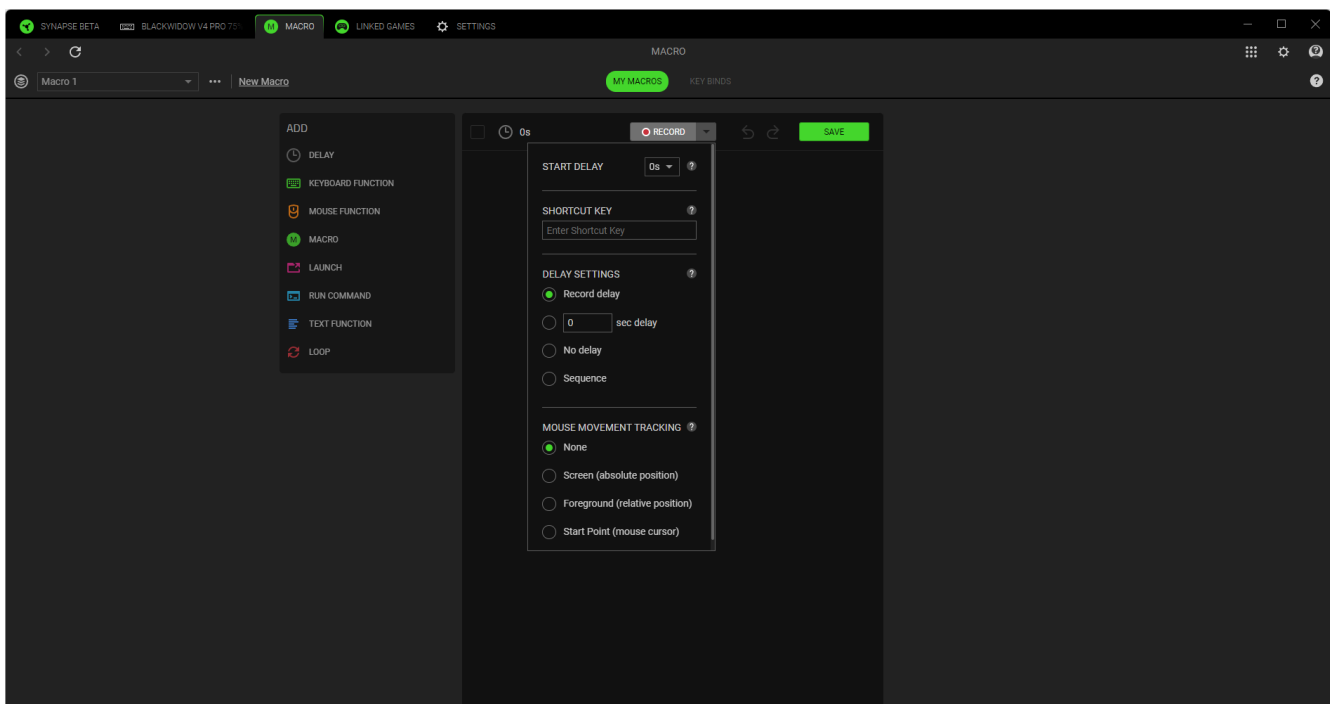 SYNAPSE BETA BLACKWIDOW V4 PRO 75% M MACRO LINKED GAMES SETTINGS
MACRO
Macro 1 ••• New Macro MY MACROS KEY BINDS ?
ADD
DELAY
KEYBOARD FUNCTION
MOUSE FUNCTION
M MACRO
LAUNCH
RUN COMMAND
TEXT FUNCTION
LOOP
0s RECORD SAVE
START DELAY 0s ?
SHORTCUT KEY ?
Enter Shortcut Key
DELAY SETTINGS ?
Record delay
0 sec delay
No delay
Sequence
MOUSE MOVEMENT TRACKING ?
None
Screen (absolute position)
Foreground (relative position)
Start Point (mouse cursor)